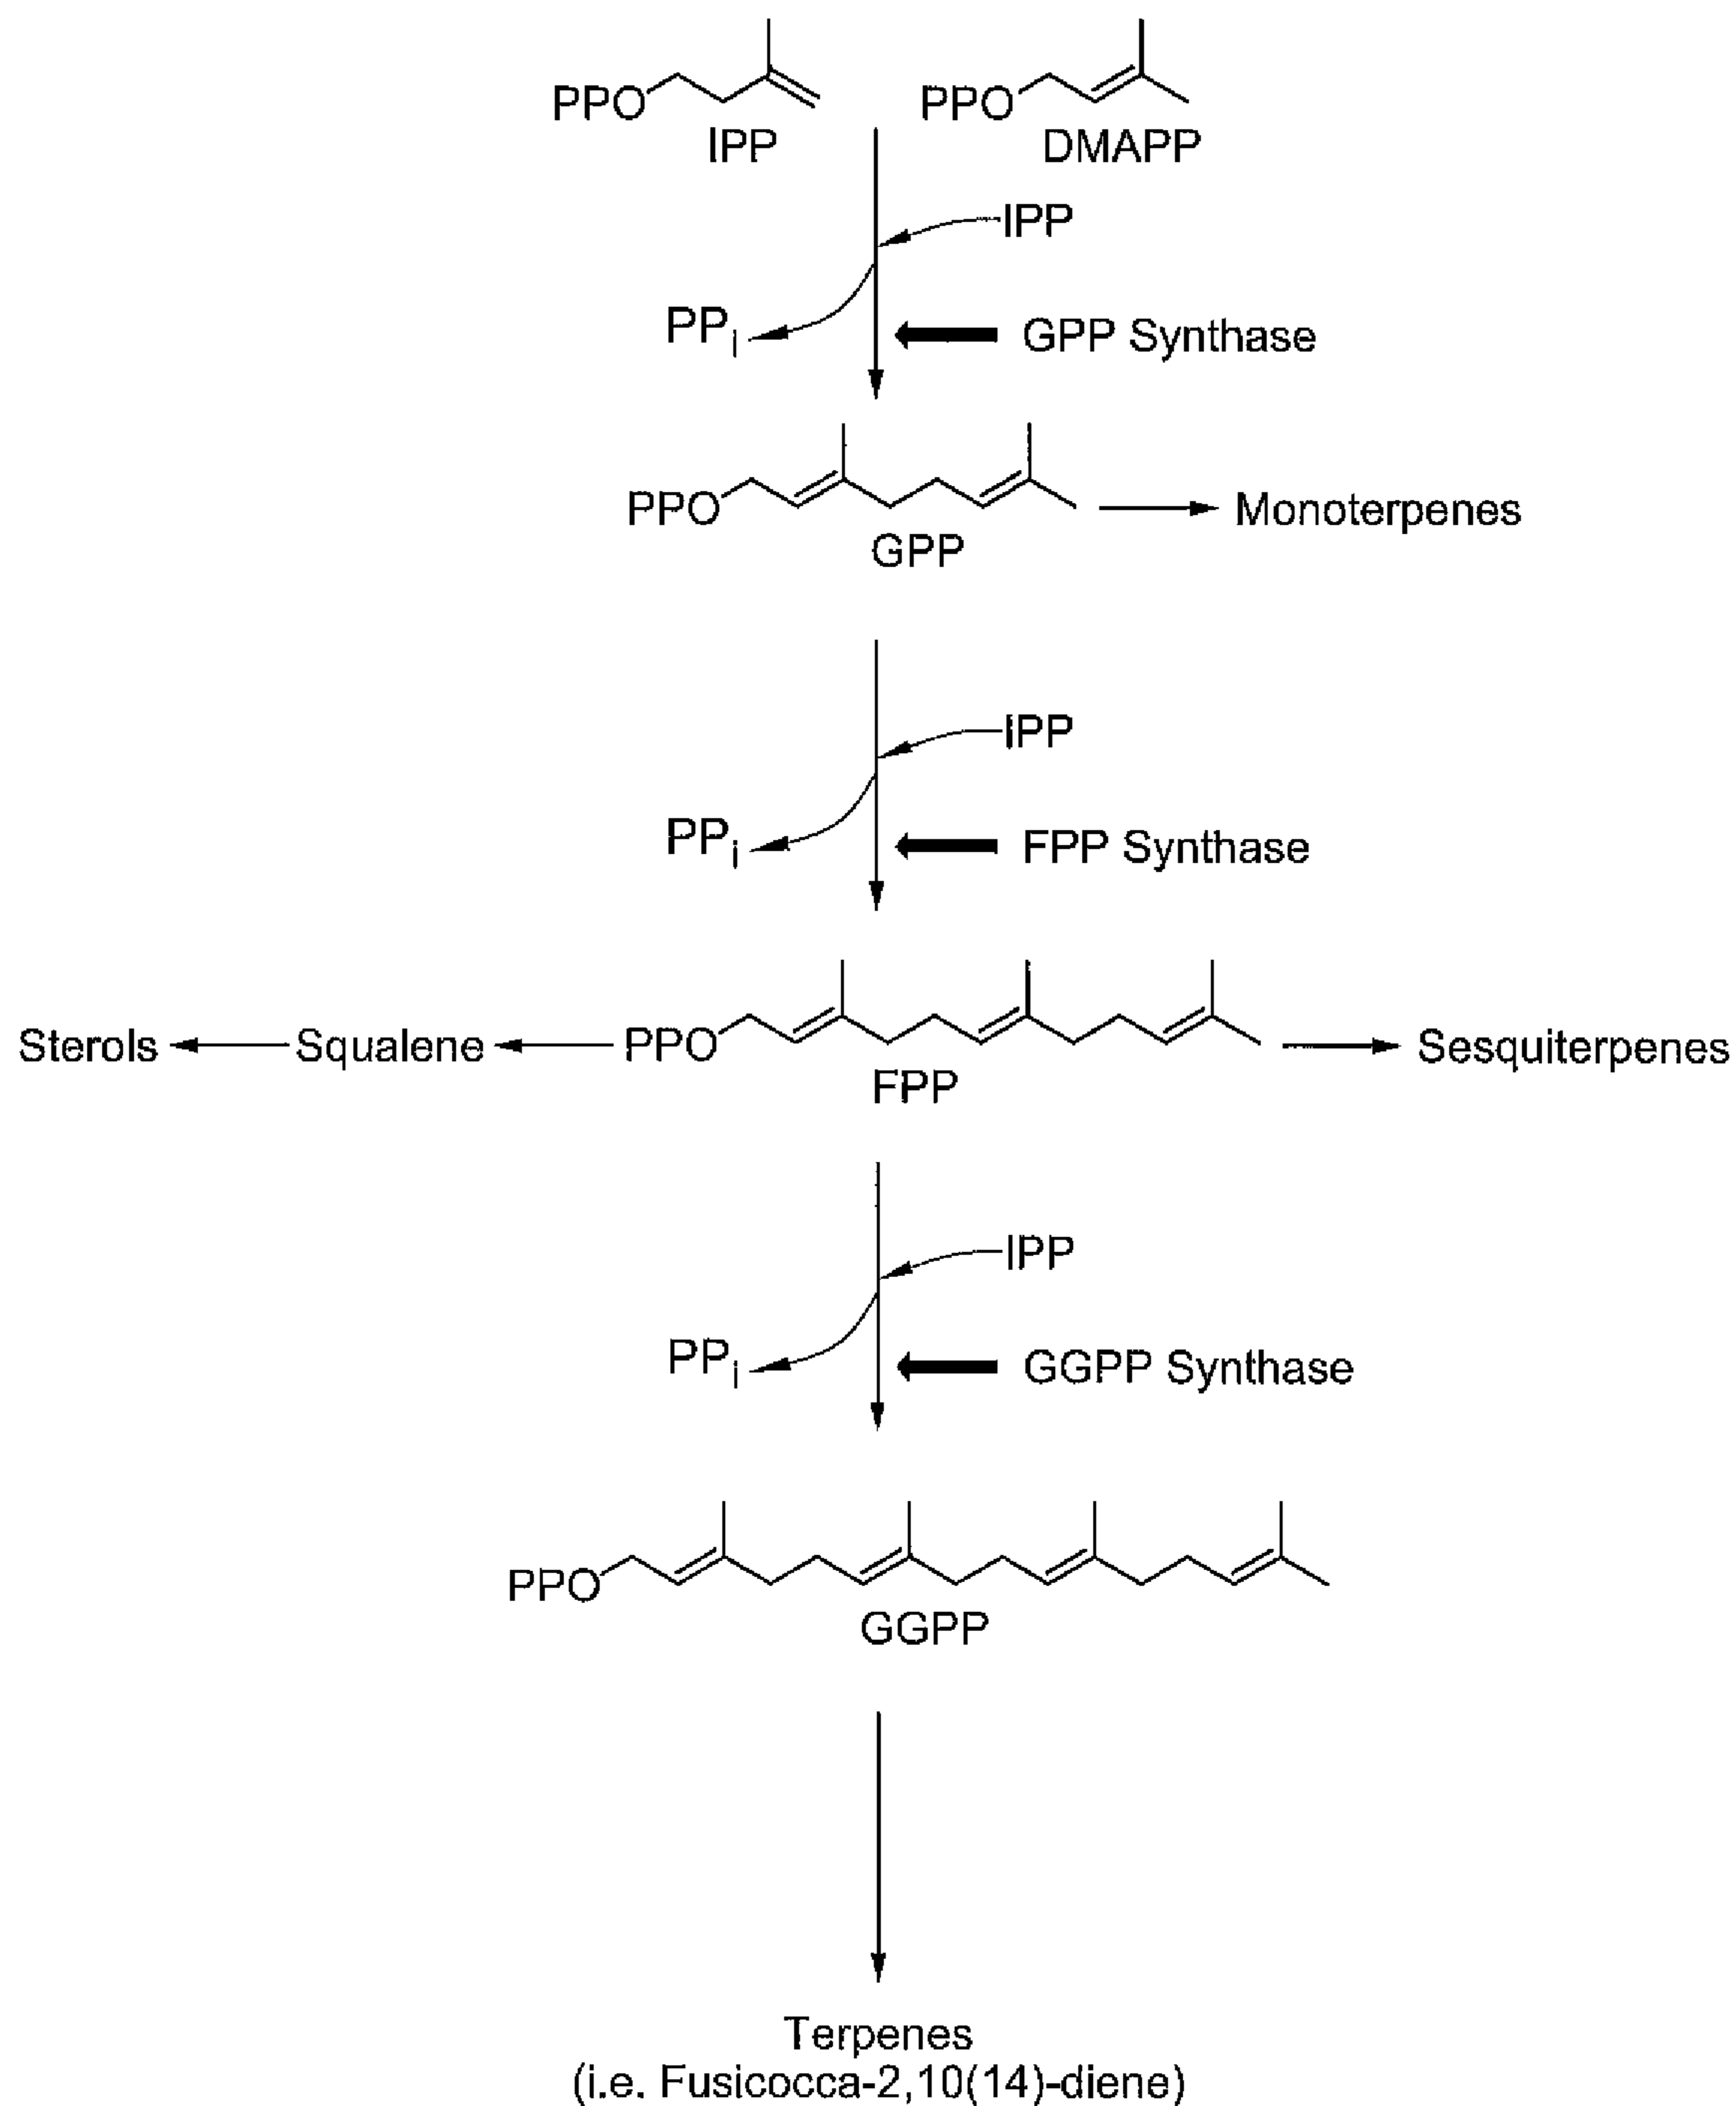 PPO
IPP
PPO
DMAPP
IPP
PPi
GPP Synthase
PPO
GPP
Monoterpenes
IPP
PPi
FPP Synthase
Sterols
Squalene
PPO
FPP
Sesquiterpenes
IPP
PPi
GGPP Synthase
PPO
GGPP
Terpenes
(i.e. Fusicocca-2,10(14)-diene)